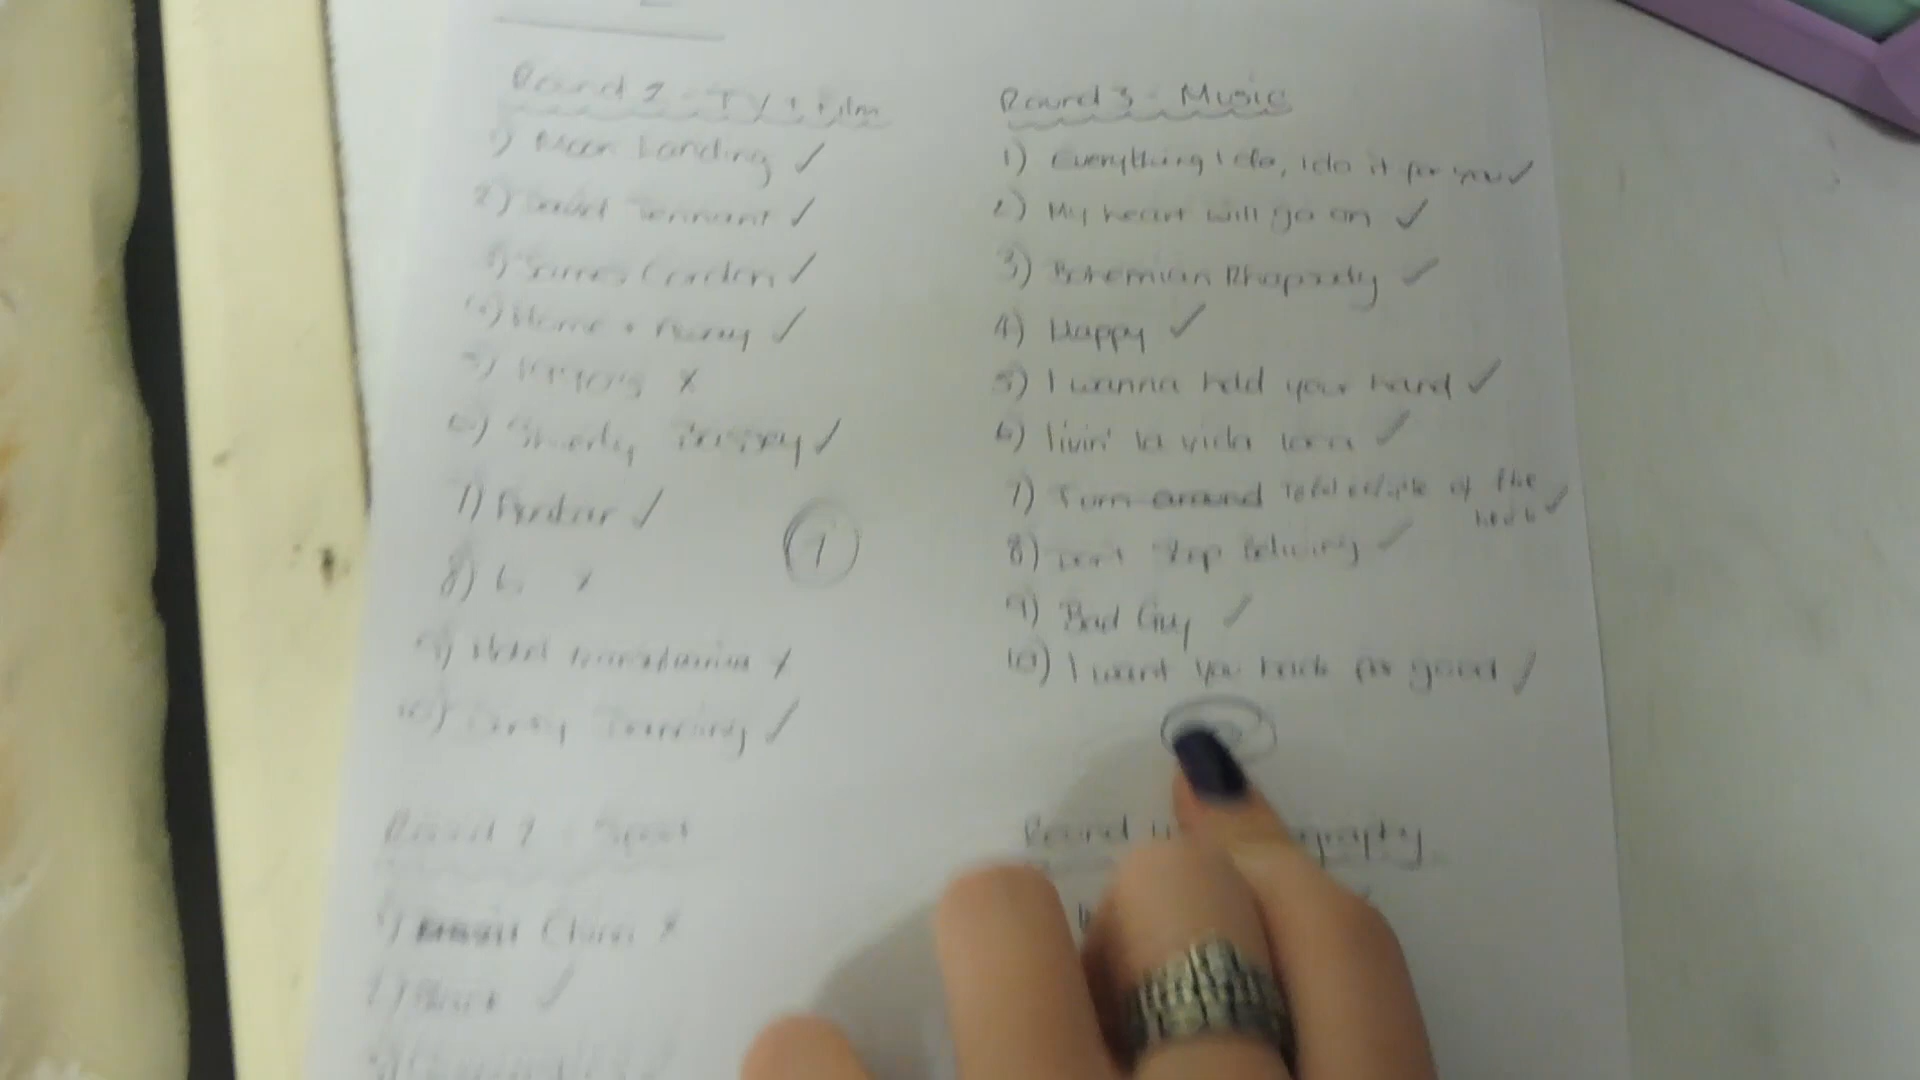 Round 2 - TV & Film
1) Moon Landing ✓
2) David Tennant ✓
3) James Corden ✓
4) Home + Away ✓
5) 1970's X
6) Shirley Bassey ✓
7) Avatar ✓
8) 6 X
9) Hotel X
10) Dirty Dancing ✓
7
Round 3 - Music
1) Everything I do, I do it for you ✓
2) My heart will go on ✓
3) Bohemian Rhapsody ✓
4) Happy ✓
5) I wanna hold your hand ✓
6) livin' la vida loca ✓
7) Turn around Total eclipse of the
heart ✓
8) Don't Stop Believing ✓
9) Bad Guy ✓
10) I want you back for good ✓
Sport
1) China X
2) ✓
Round